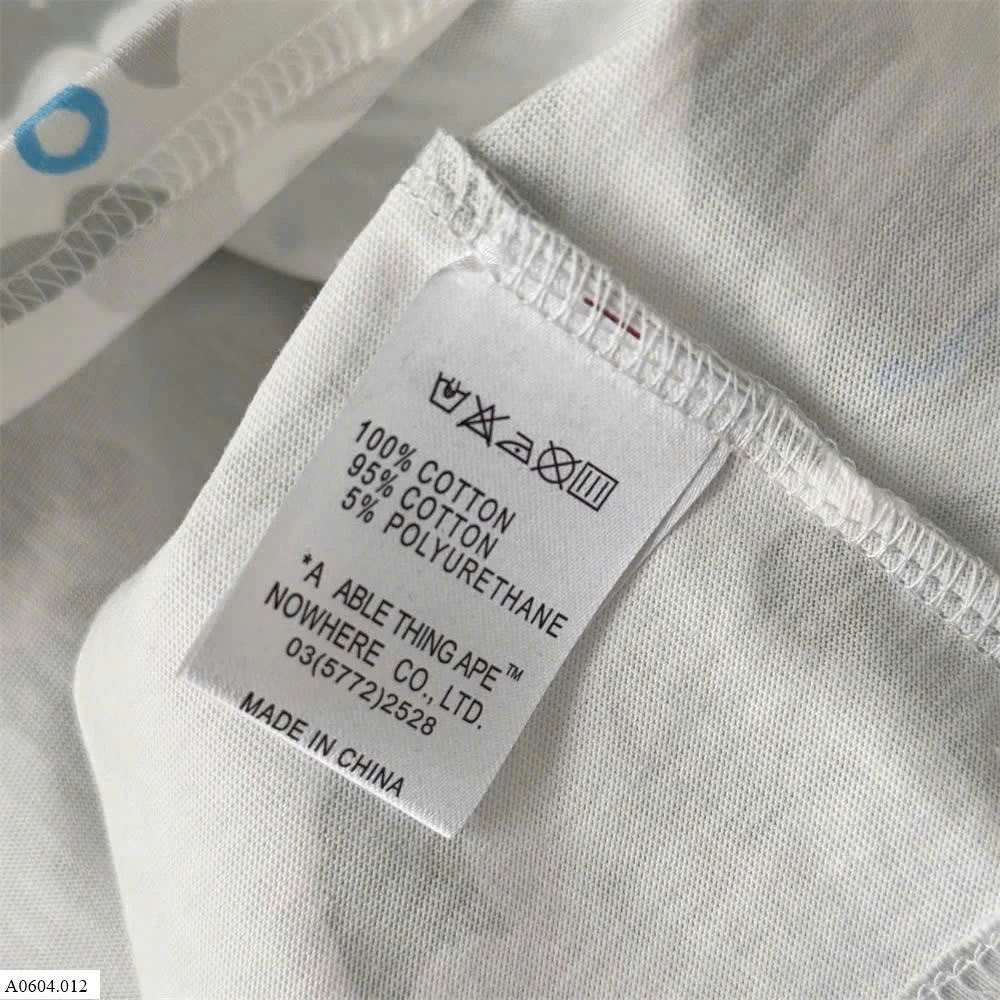 100% COTTON
95% COTTON
5% POLYURETHANE
*A ABLE THING APE™
NOWHERE CO., LTD.
03(5772)2528
MADE IN CHINA
A0604.012